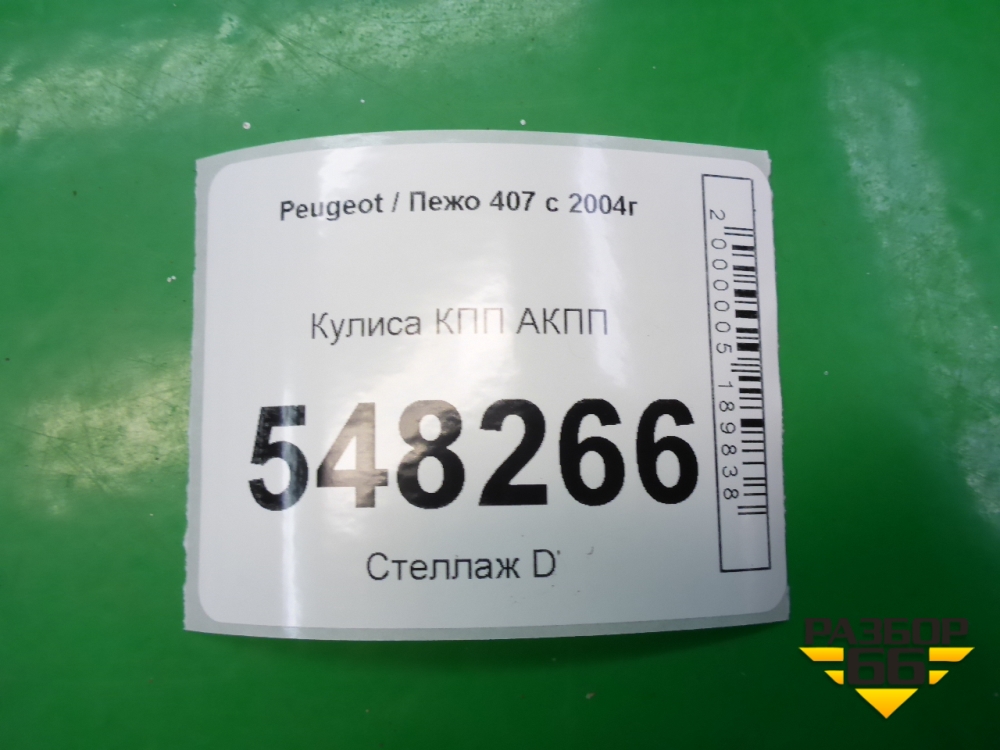 Peugeot / Пежо 407 с 2004г
Кулиса КПП АКПП
548266
Стеллаж D
2000005189838
РАЗБОР
66